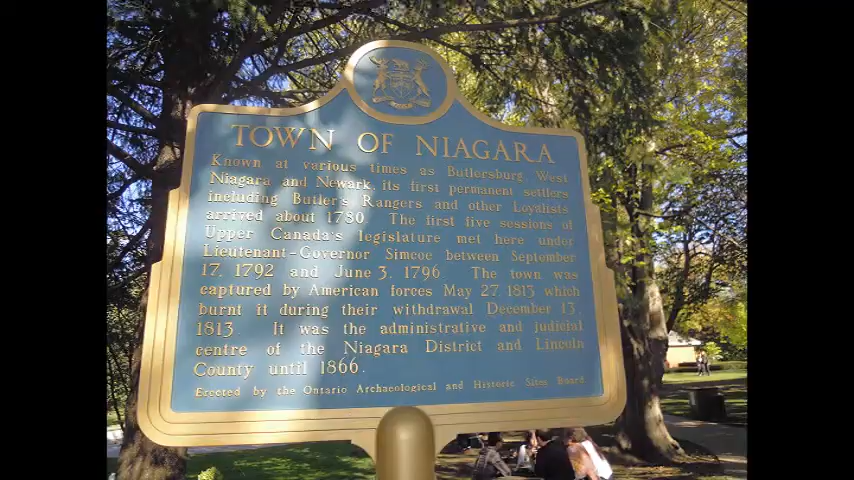 TOWN OF NIAGARA
Known at various times as Butlersburg, West
Niagara and Newark, its first permanent settlers
including Butler's Rangers and other Loyalists
arrived about 1780. The first five sessions of
Upper Canada's legislature met here under
Lieutenant-Governor Simcoe between September
17, 1792 and June 3, 1796. The town was
captured by American forces May 27, 1813 which
burnt it during their withdrawal December 13,
1813. It was the administrative and judicial
centre of the Niagara District and Lincoln
County until 1866.
Erected by the Ontario Archaeological and Historic Sites Board